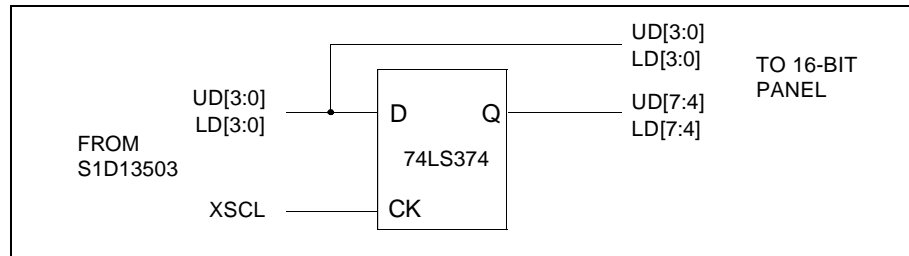 UD[3:0]
LD[3:0]
TO 16-BIT
PANEL
UD[3:0]
LD[3:0]
D
Q
UD[7:4]
LD[7:4]
FROM
S1D13503
74LS374
XSCL
CK